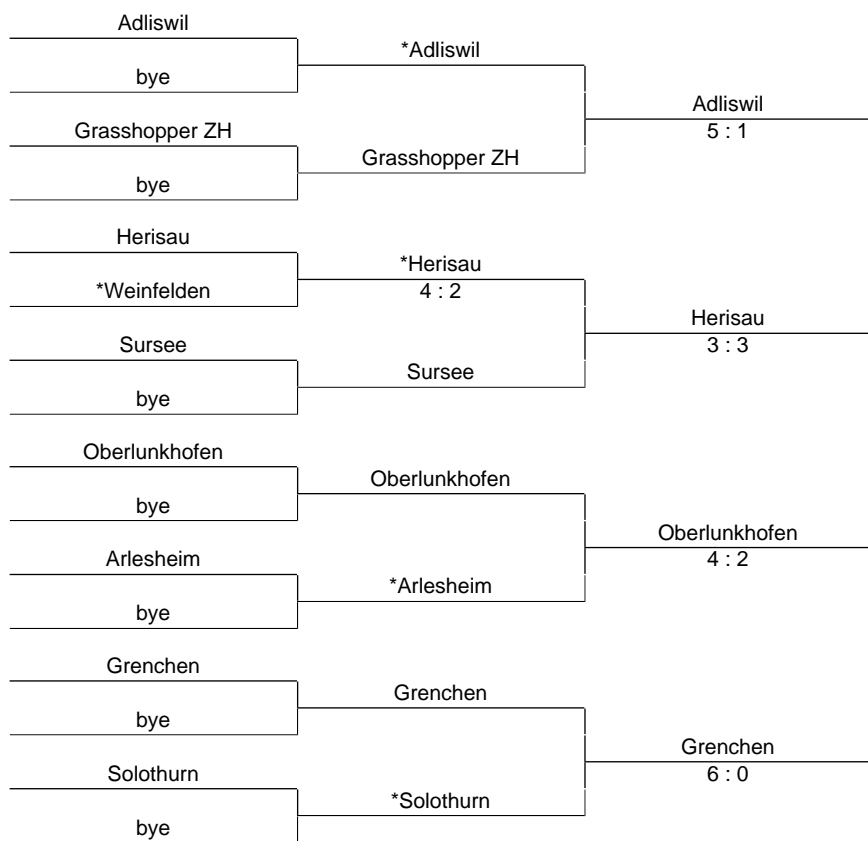 Adliswil
bye
*Adliswil
Grasshopper ZH
bye
Grasshopper ZH
Adliswil
5 : 1
Herisau
*Weinfelden
*Herisau
4 : 2
Sursee
bye
Sursee
Herisau
3 : 3
Oberlunkhofen
bye
Oberlunkhofen
Arlesheim
bye
*Arlesheim
Oberlunkhofen
4 : 2
Grenchen
bye
Grenchen
Solothurn
bye
*Solothurn
Grenchen
6 : 0